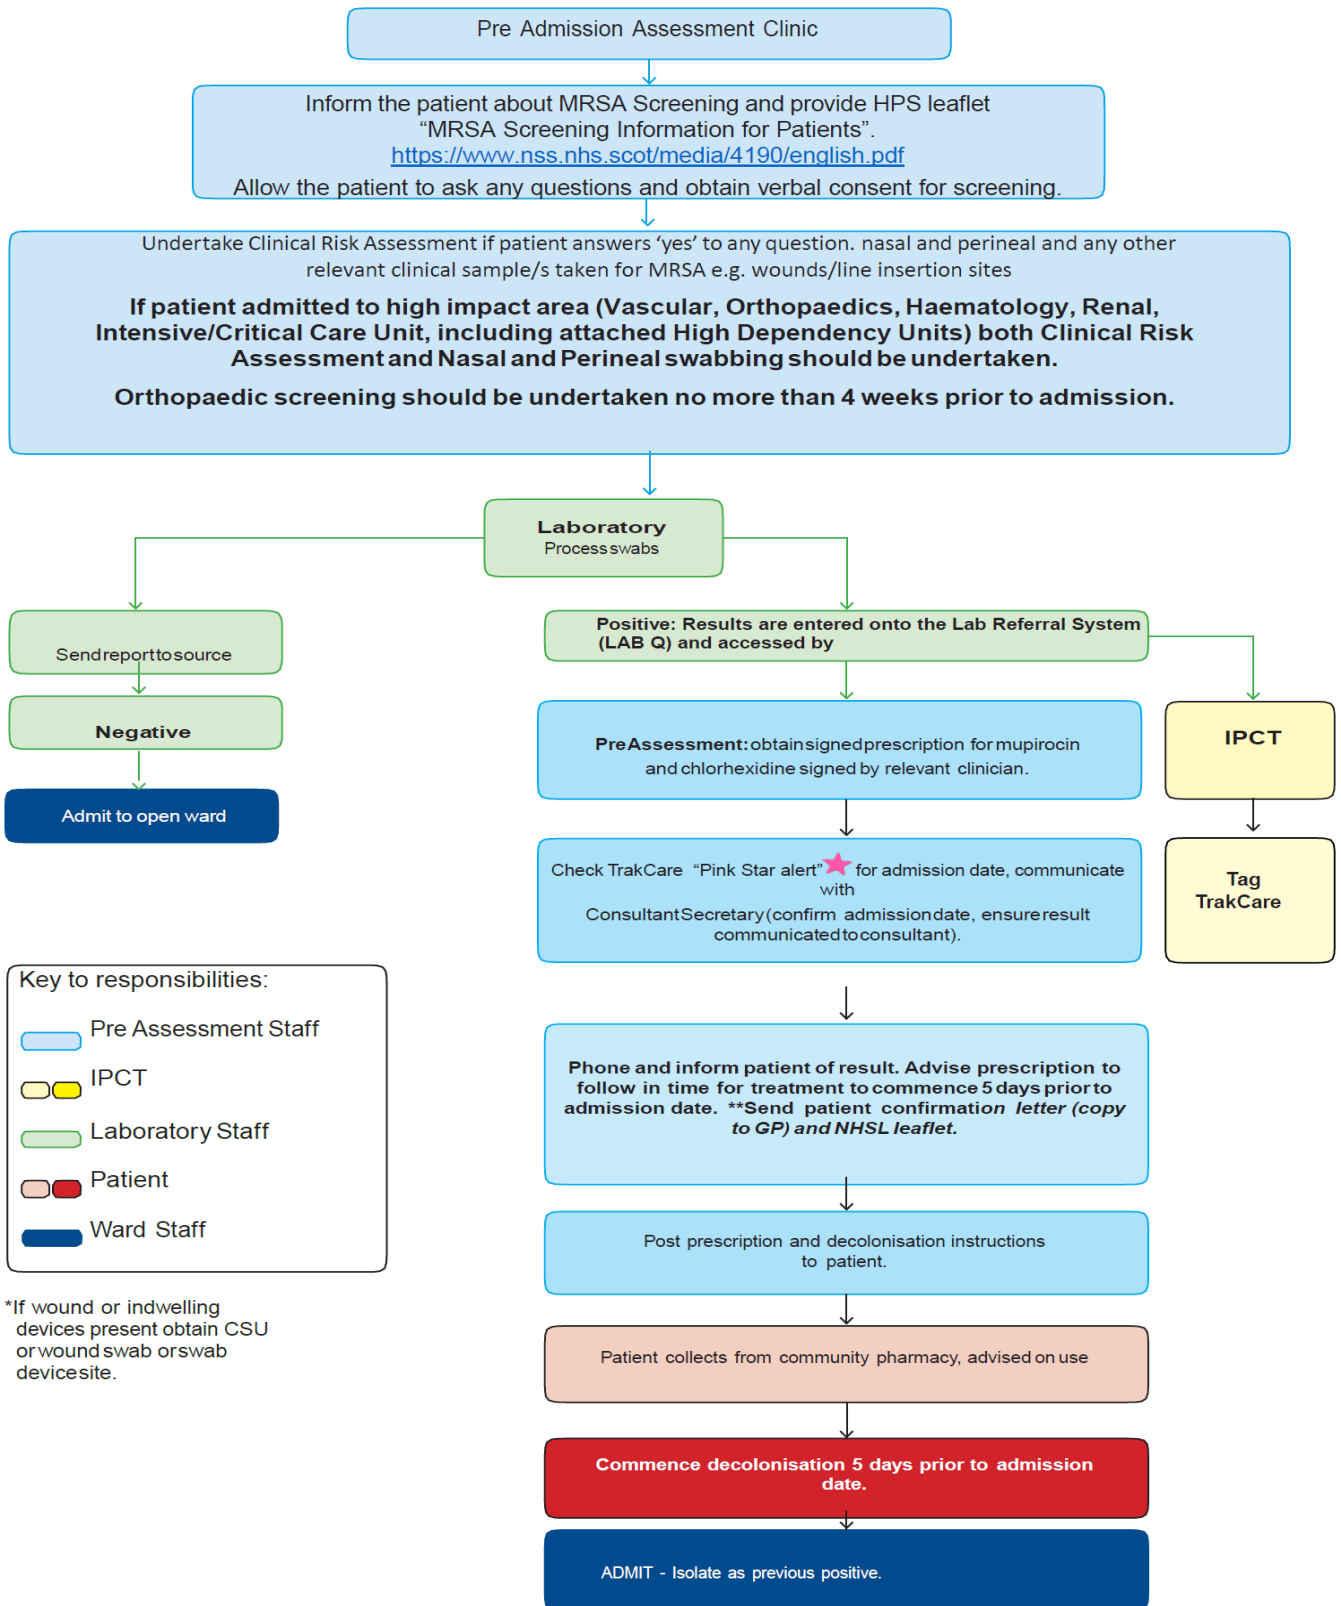 Pre Admission Assessment Clinic
Inform the patient about MRSA Screening and provide HPS leaflet
“MRSA Screening Information for Patients”.
https://www.nss.nhs.scot/media/4190/english.pdf
Allow the patient to ask any questions and obtain verbal consent for screening.
Undertake Clinical Risk Assessment if patient answers ‘yes’ to any question. nasal and perineal and any other
relevant clinical sample/s taken for MRSA e.g. wounds/line insertion sites
If patient admitted to high impact area (Vascular, Orthopaedics, Haematology, Renal,
Intensive/Critical Care Unit, including attached High Dependency Units) both Clinical Risk
Assessment and Nasal and Perineal swabbing should be undertaken.
Orthopaedic screening should be undertaken no more than 4 weeks prior to admission.
Laboratory
Process swabs
Send report to source
Negative
Admit to open ward
Positive: Results are entered onto the Lab Referral System
(LAB Q) and accessed by
Pre Assessment: obtain signed prescription for mupirocin
and chlorhexidine signed by relevant clinician.
IPCT
Check TrakCare “Pink Star alert” for admission date, communicate
with
Consultant Secretary (confirm admission date, ensure result
communicated to consultant).
Tag
TrakCare
Key to responsibilities:
Pre Assessment Staff
IPCT
Laboratory Staff
Patient
Ward Staff
*If wound or indwelling
devices present obtain CSU
or wound swab or swab
device site.
Phone and inform patient of result. Advise prescription to
follow in time for treatment to commence 5 days prior to
admission date. **Send patient confirmation letter (copy
to GP) and NHSL leaflet.
Post prescription and decolonisation instructions
to patient.
Patient collects from community pharmacy, advised on use
Commence decolonisation 5 days prior to admission
date.
ADMIT - Isolate as previous positive.